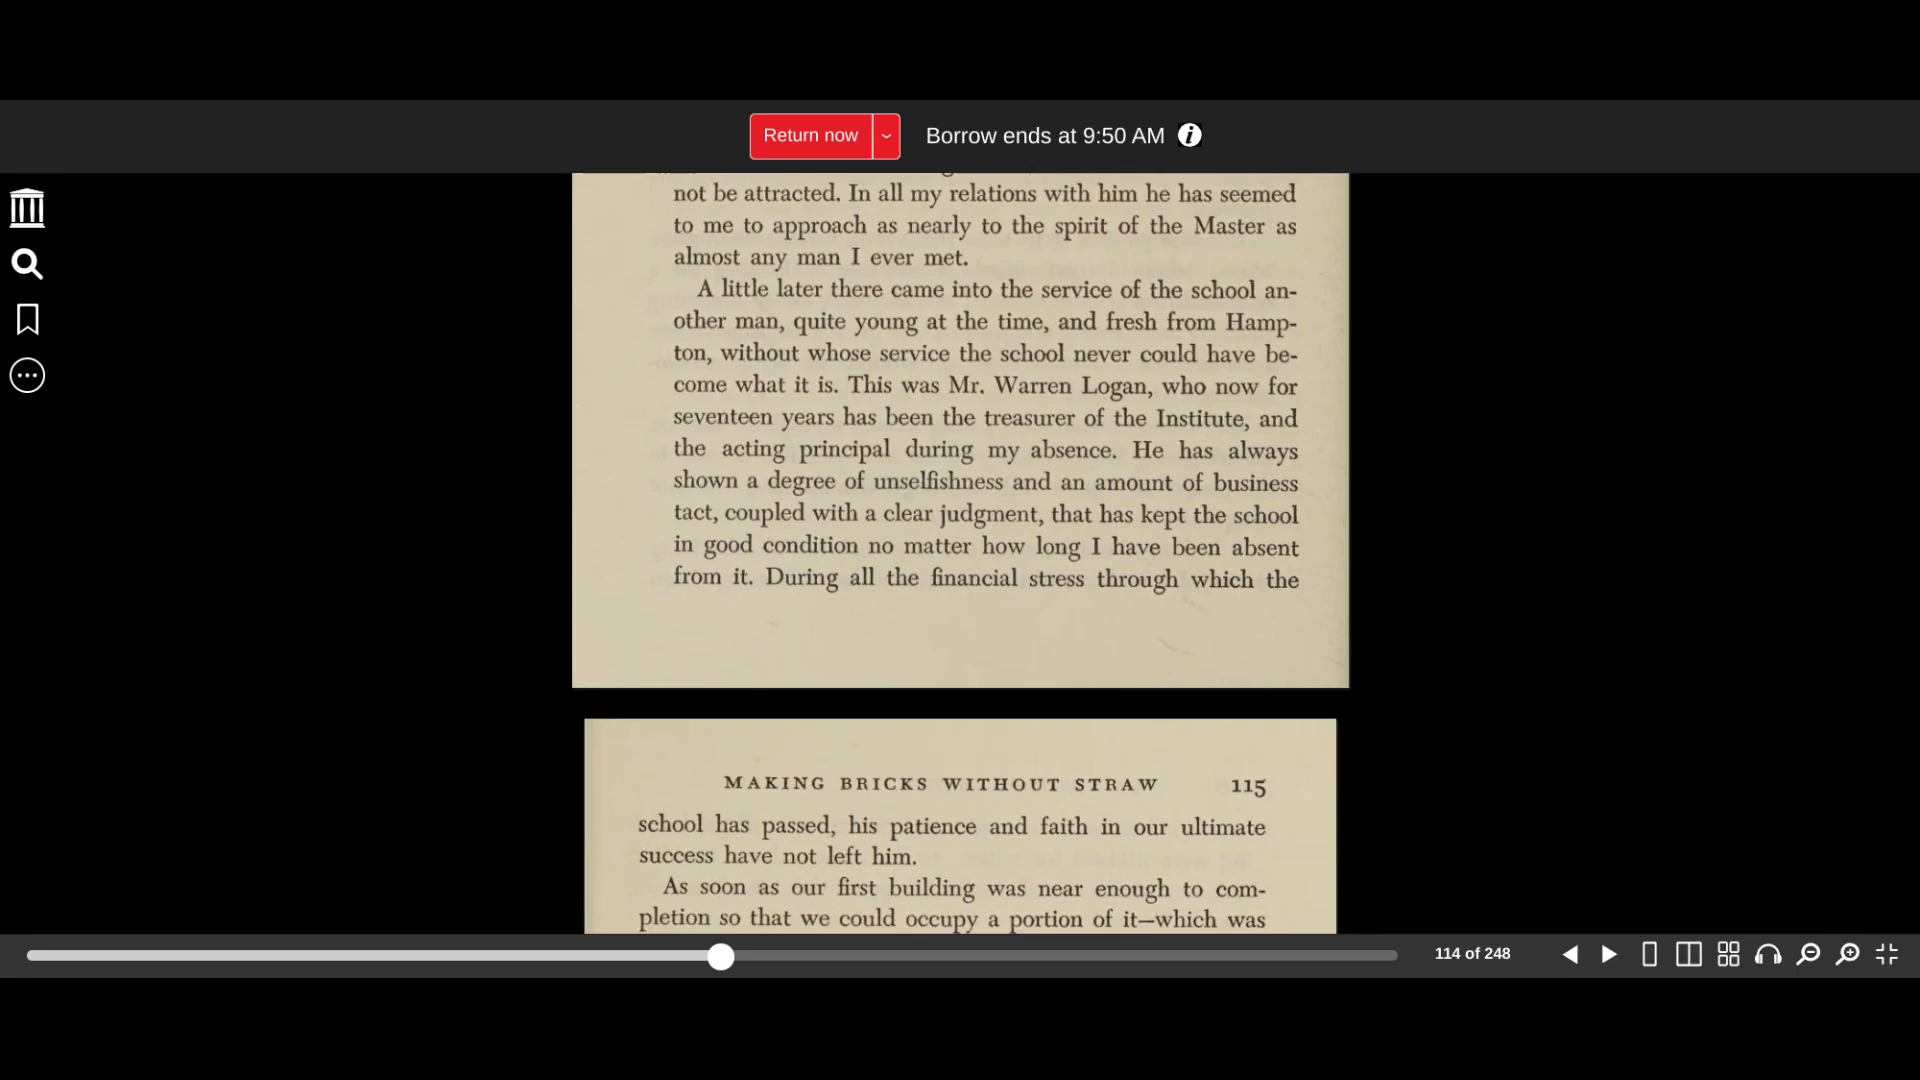 Return now
Borrow ends at 9:50 AM
not be attracted. In all my relations with him he has seemed
to me to approach as nearly to the spirit of the Master as
almost any man I ever met.
A little later there came into the service of the school an-
other man, quite young at the time, and fresh from Hamp-
ton, without whose service the school never could have be-
come what it is. This was Mr. Warren Logan, who now for
seventeen years has been the treasurer of the Institute, and
the acting principal during my absence. He has always
shown a degree of unselfishness and an amount of business
tact, coupled with a clear judgment, that has kept the school
in good condition no matter how long I have been absent
from it. During all the financial stress through which the
MAKING BRICKS WITHOUT STRAW 115
school has passed, his patience and faith in our ultimate
success have not left him.
As soon as our first building was near enough to com-
pletion so that we could occupy a portion of it—which was
114 of 248